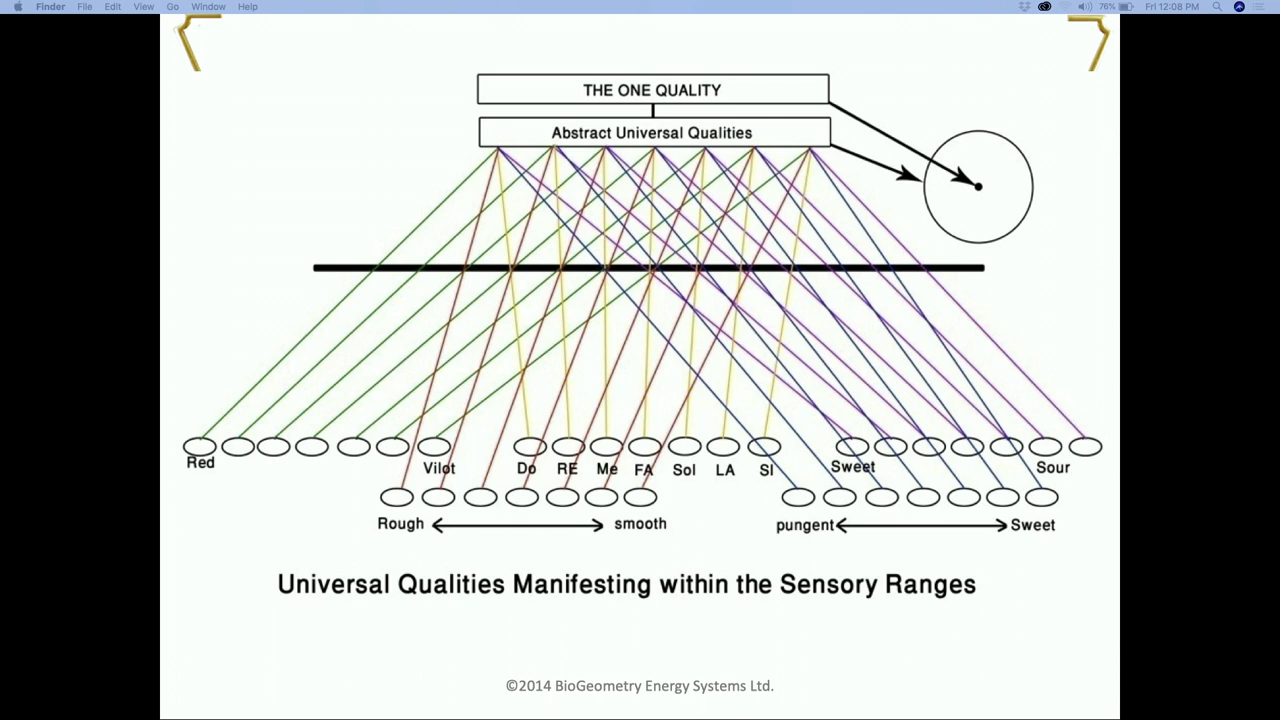 Finder File Edit View Go Window Help 76% Fri 12:08 PM
THE ONE QUALITY
Abstract Universal Qualities
Red Vilot Do RE Me FA Sol LA SI Sweet Sour
Rough smooth pungent Sweet
Universal Qualities Manifesting within the Sensory Ranges
©2014 BioGeometry Energy Systems Ltd.